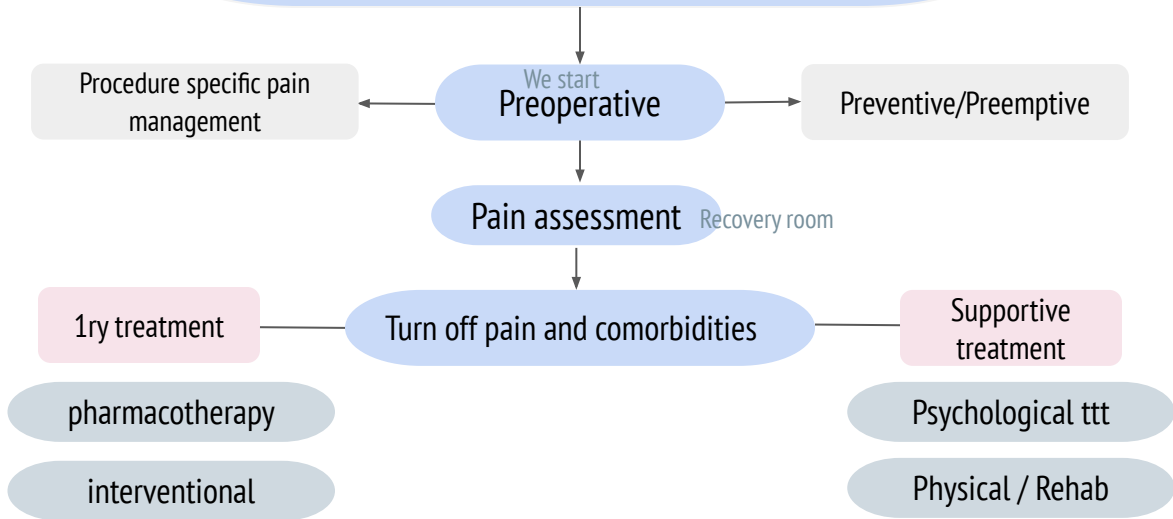 We start
Procedure specific pain
management
Preoperative
Preventive/Preemptive
Pain assessment
Recovery room
1ry treatment
Turn off pain and comorbidities
Supportive
treatment
pharmacotherapy
Psychological ttt
interventional
Physical / Rehab